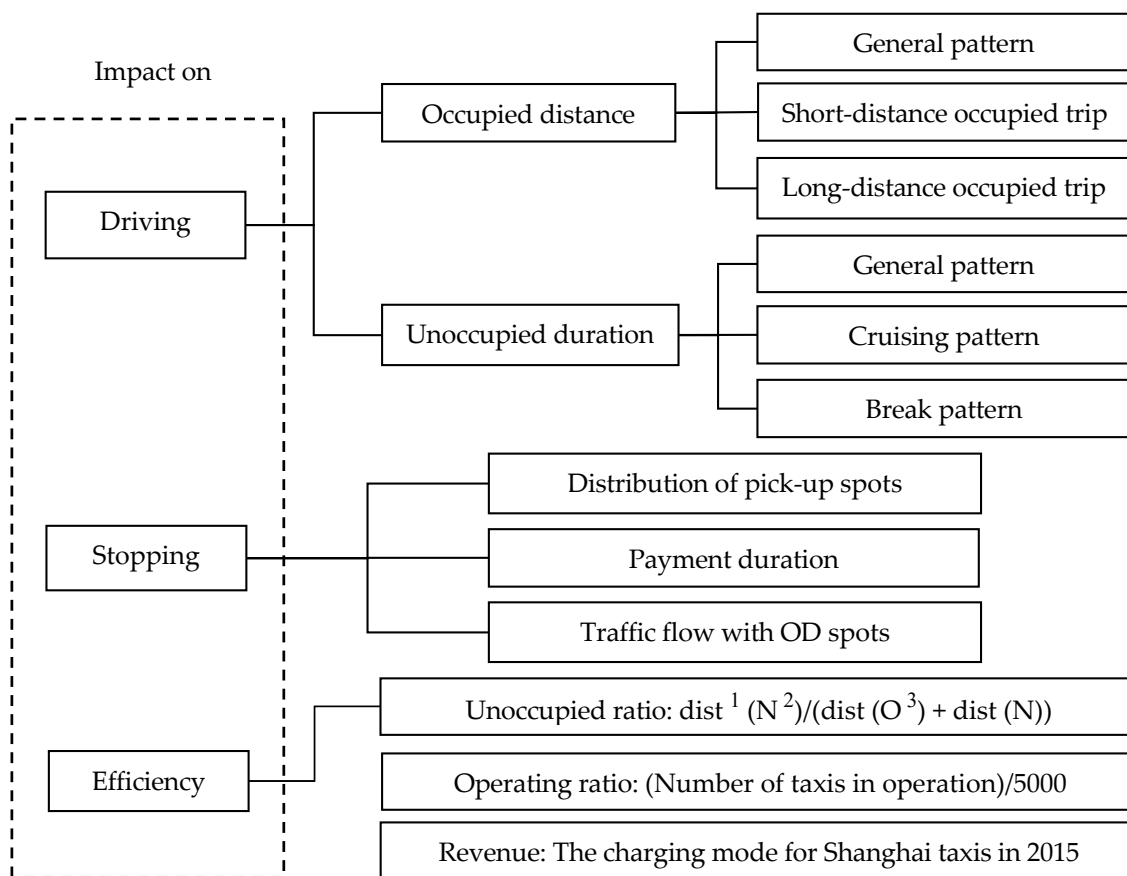 Impact on
Driving
Occupied distance
General pattern
Short-distance occupied trip
Long-distance occupied trip
Unoccupied duration
General pattern
Cruising pattern
Break pattern
Stopping
Distribution of pick-up spots
Payment duration
Traffic flow with OD spots
Efficiency
Unoccupied ratio: dist ¹ (N ²)/(dist (O ³) + dist (N))
Operating ratio: (Number of taxis in operation)/5000
Revenue: The charging mode for Shanghai taxis in 2015